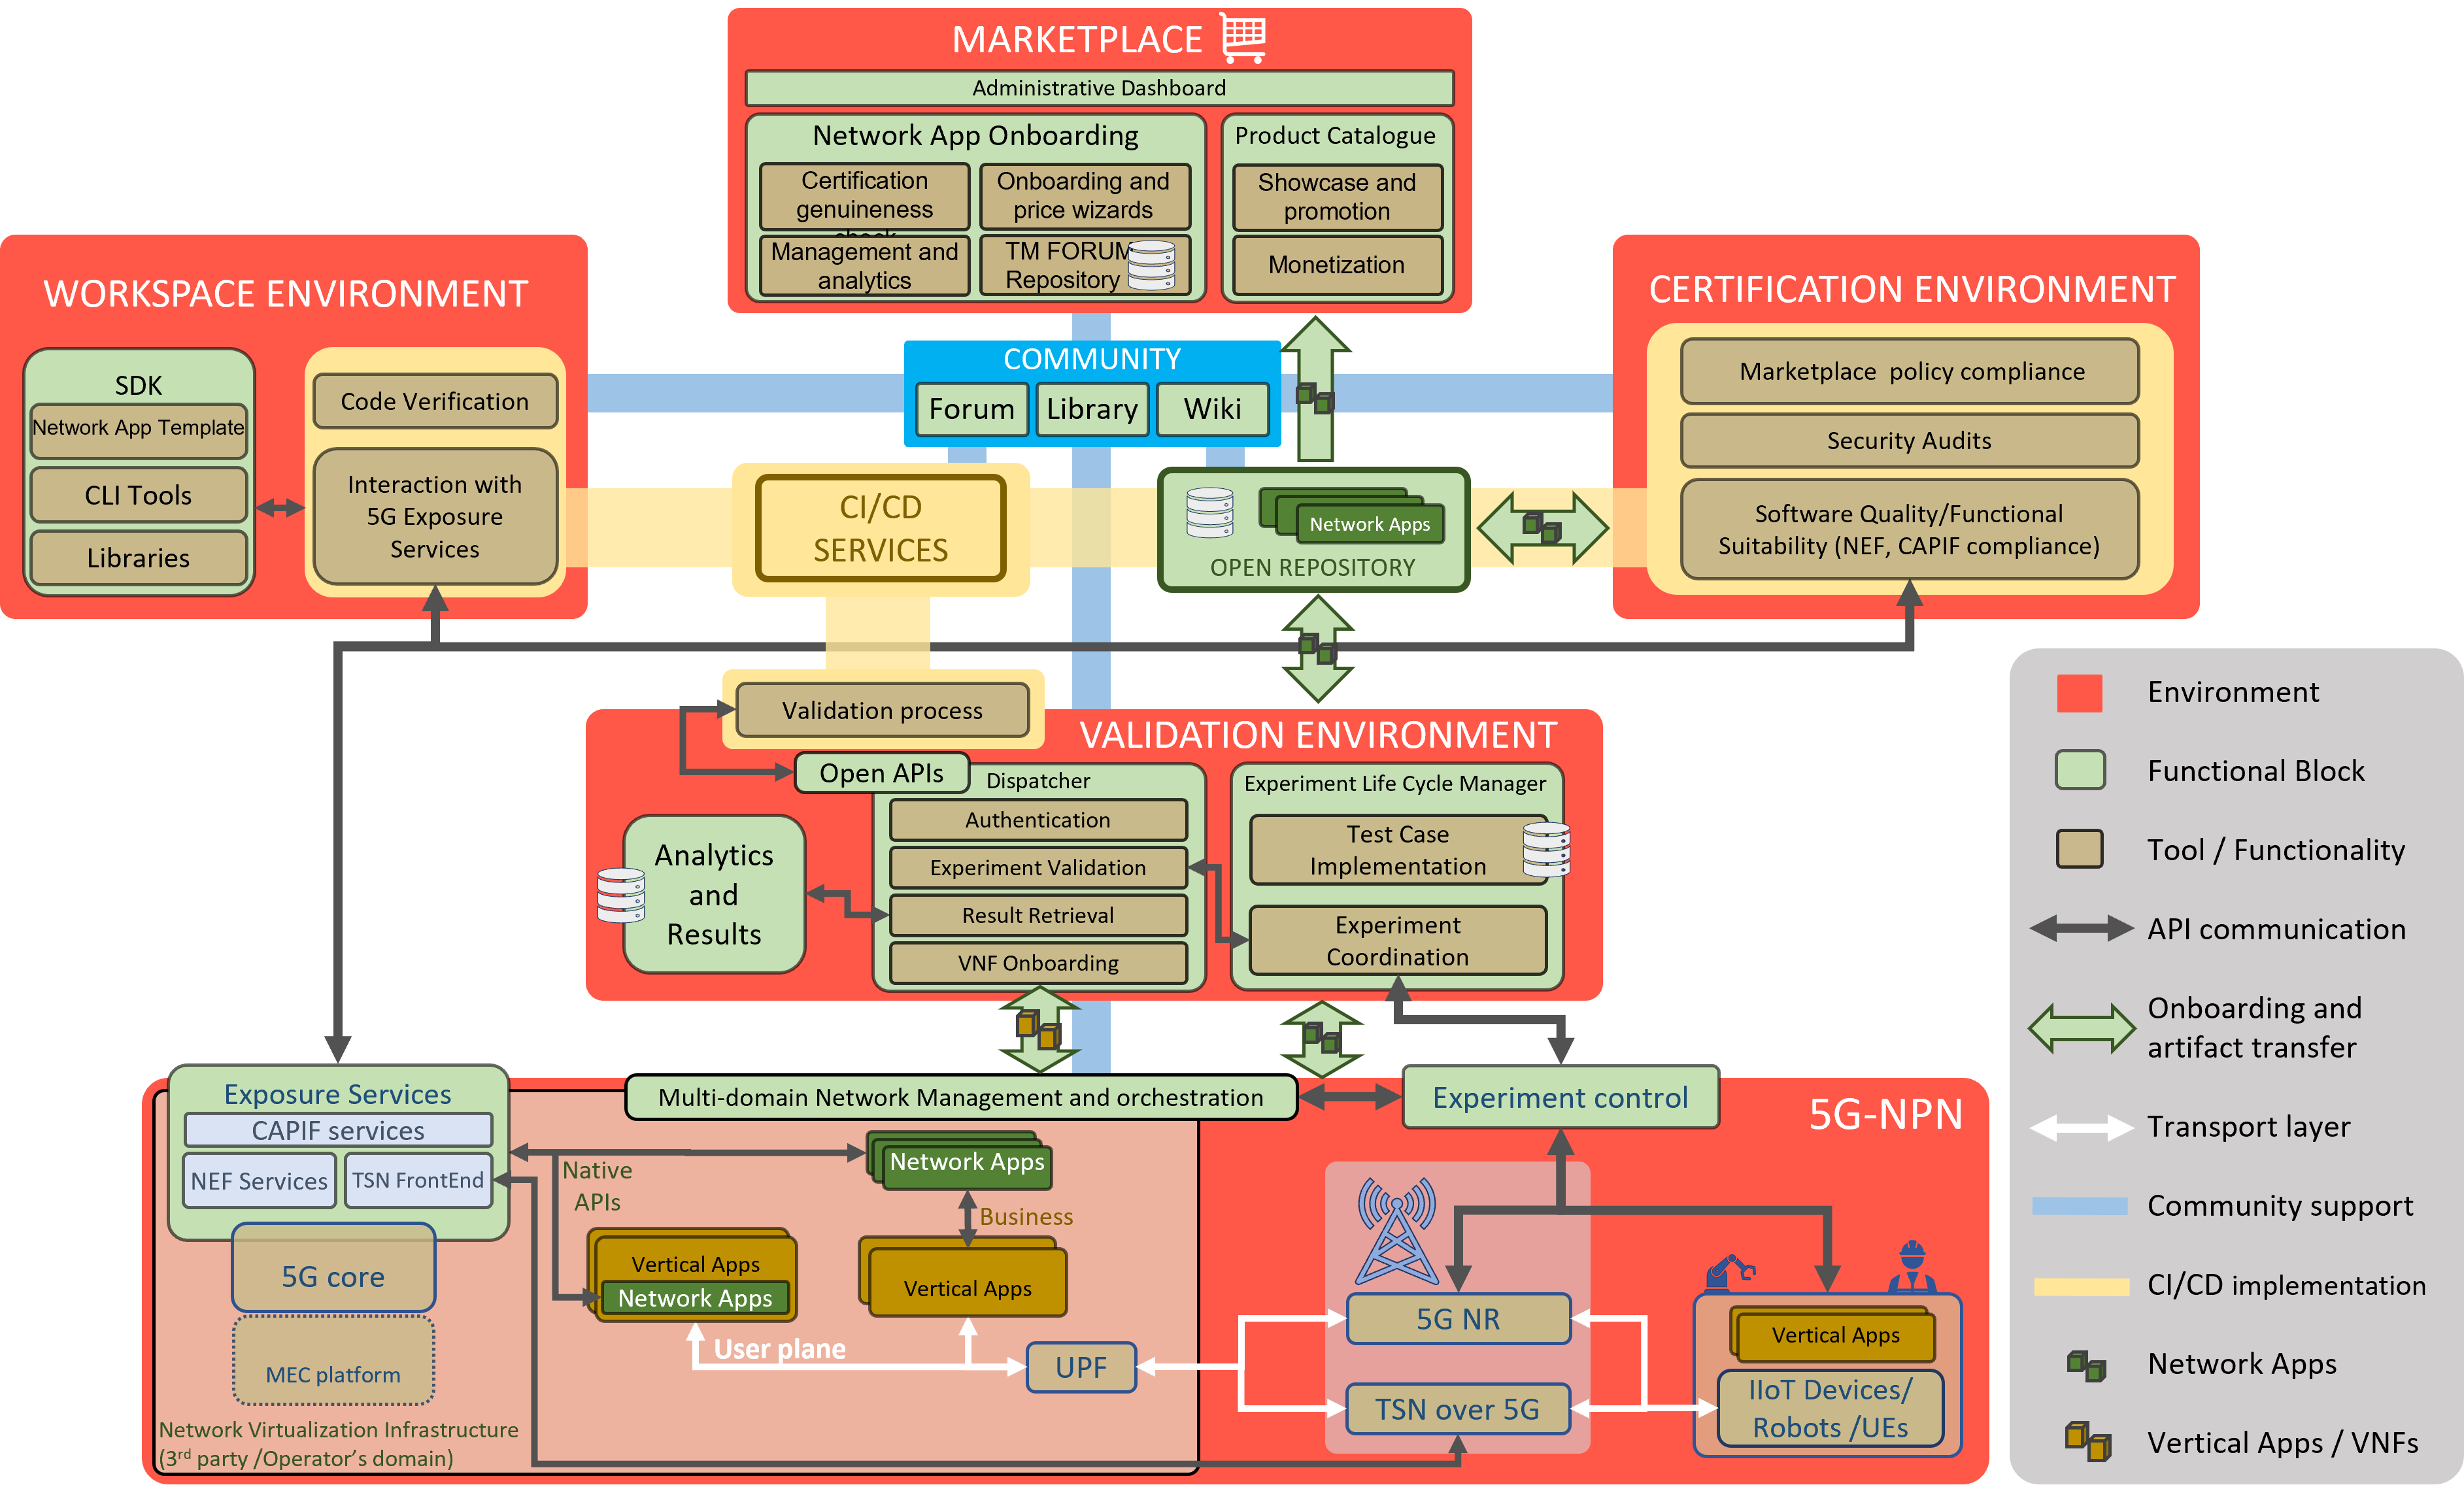 MARKETPLACE
Administrative Dashboard
Network App Onboarding
Certification
genuineness
check
Onboarding and
price wizards
Management and
analytics
TM FORUM
Repository
Product Catalogue
Showcase and
promotion
Monetization
WORKSPACE ENVIRONMENT
SDK
Network App Template
CLI Tools
Libraries
Code Verification
Interaction with
5G Exposure
Services
COMMUNITY
Forum
Library
Wiki
CI/CD
SERVICES
Network Apps
OPEN REPOSITORY
CERTIFICATION ENVIRONMENT
Marketplace policy compliance
Security Audits
Software Quality/Functional
Suitability (NEF, CAPIF compliance)
Validation process
VALIDATION ENVIRONMENT
Open APIs
Dispatcher
Authentication
Experiment Validation
Result Retrieval
VNF Onboarding
Analytics
and
Results
Experiment Life Cycle Manager
Test Case
Implementation
Experiment
Coordination
Exposure Services
CAPIF services
NEF Services
TSN FrontEnd
5G core
MEC platform
Network Virtualization Infrastructure
(3rd party /Operator's domain)
Multi-domain Network Management and orchestration
Native
APIs
Network Apps
Business
Vertical Apps
Network Apps
Vertical Apps
User plane
UPF
Experiment control
5G-NPN
5G NR
TSN over 5G
Vertical Apps
IIoT Devices/
Robots /UEs
Environment
Functional Block
Tool / Functionality
API communication
Onboarding and
artifact transfer
Transport layer
Community support
CI/CD implementation
Network Apps
Vertical Apps / VNFs